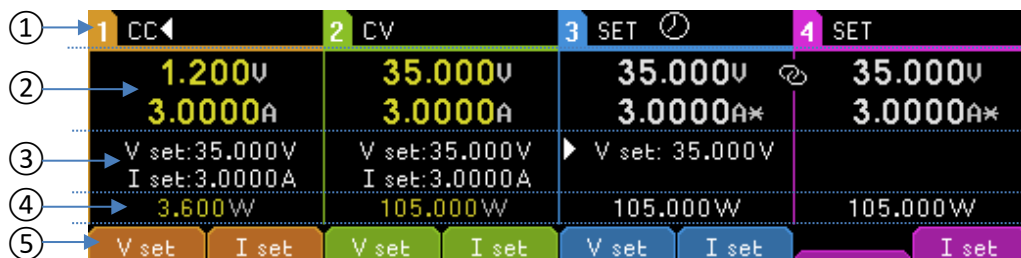 ① 1 CC 2 CV 3 SET 4 SET
② 1.200V 35.000V 35.000V 35.000V
3.0000A 3.0000A 3.0000A* 3.0000A*
③ V set:35.000V V set:35.000V V set: 35.000V
I set:3.0000A I set:3.0000A
④ 3.600W 105.000W 105.000W 105.000W
⑤ V set I set V set I set V set I set I set